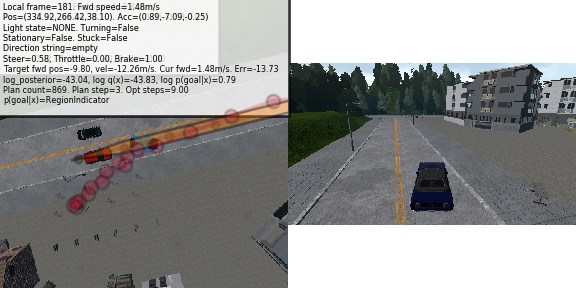 Local frame=181. Fwd speed=1.48m/s
Pos=(334.92,266.42,38.10). Acc=(0.89,-7.09,-0.25)
Light state=NONE. Turning=False
Stationary=False. Stuck=False
Direction string=empty
Steer=0.58, Throttle=0.00, Brake=1.00
Target fwd pos=-9.80, vel=-12.26m/s. Cur fwd=1.48m/s. Err=-13.73
log_posterior=-43.04, log q(x)=-43.83, log p(goal|x)=0.79
Plan count=869. Plan step=3. Opt steps=9.00
p(goal|x)=RegionIndicator